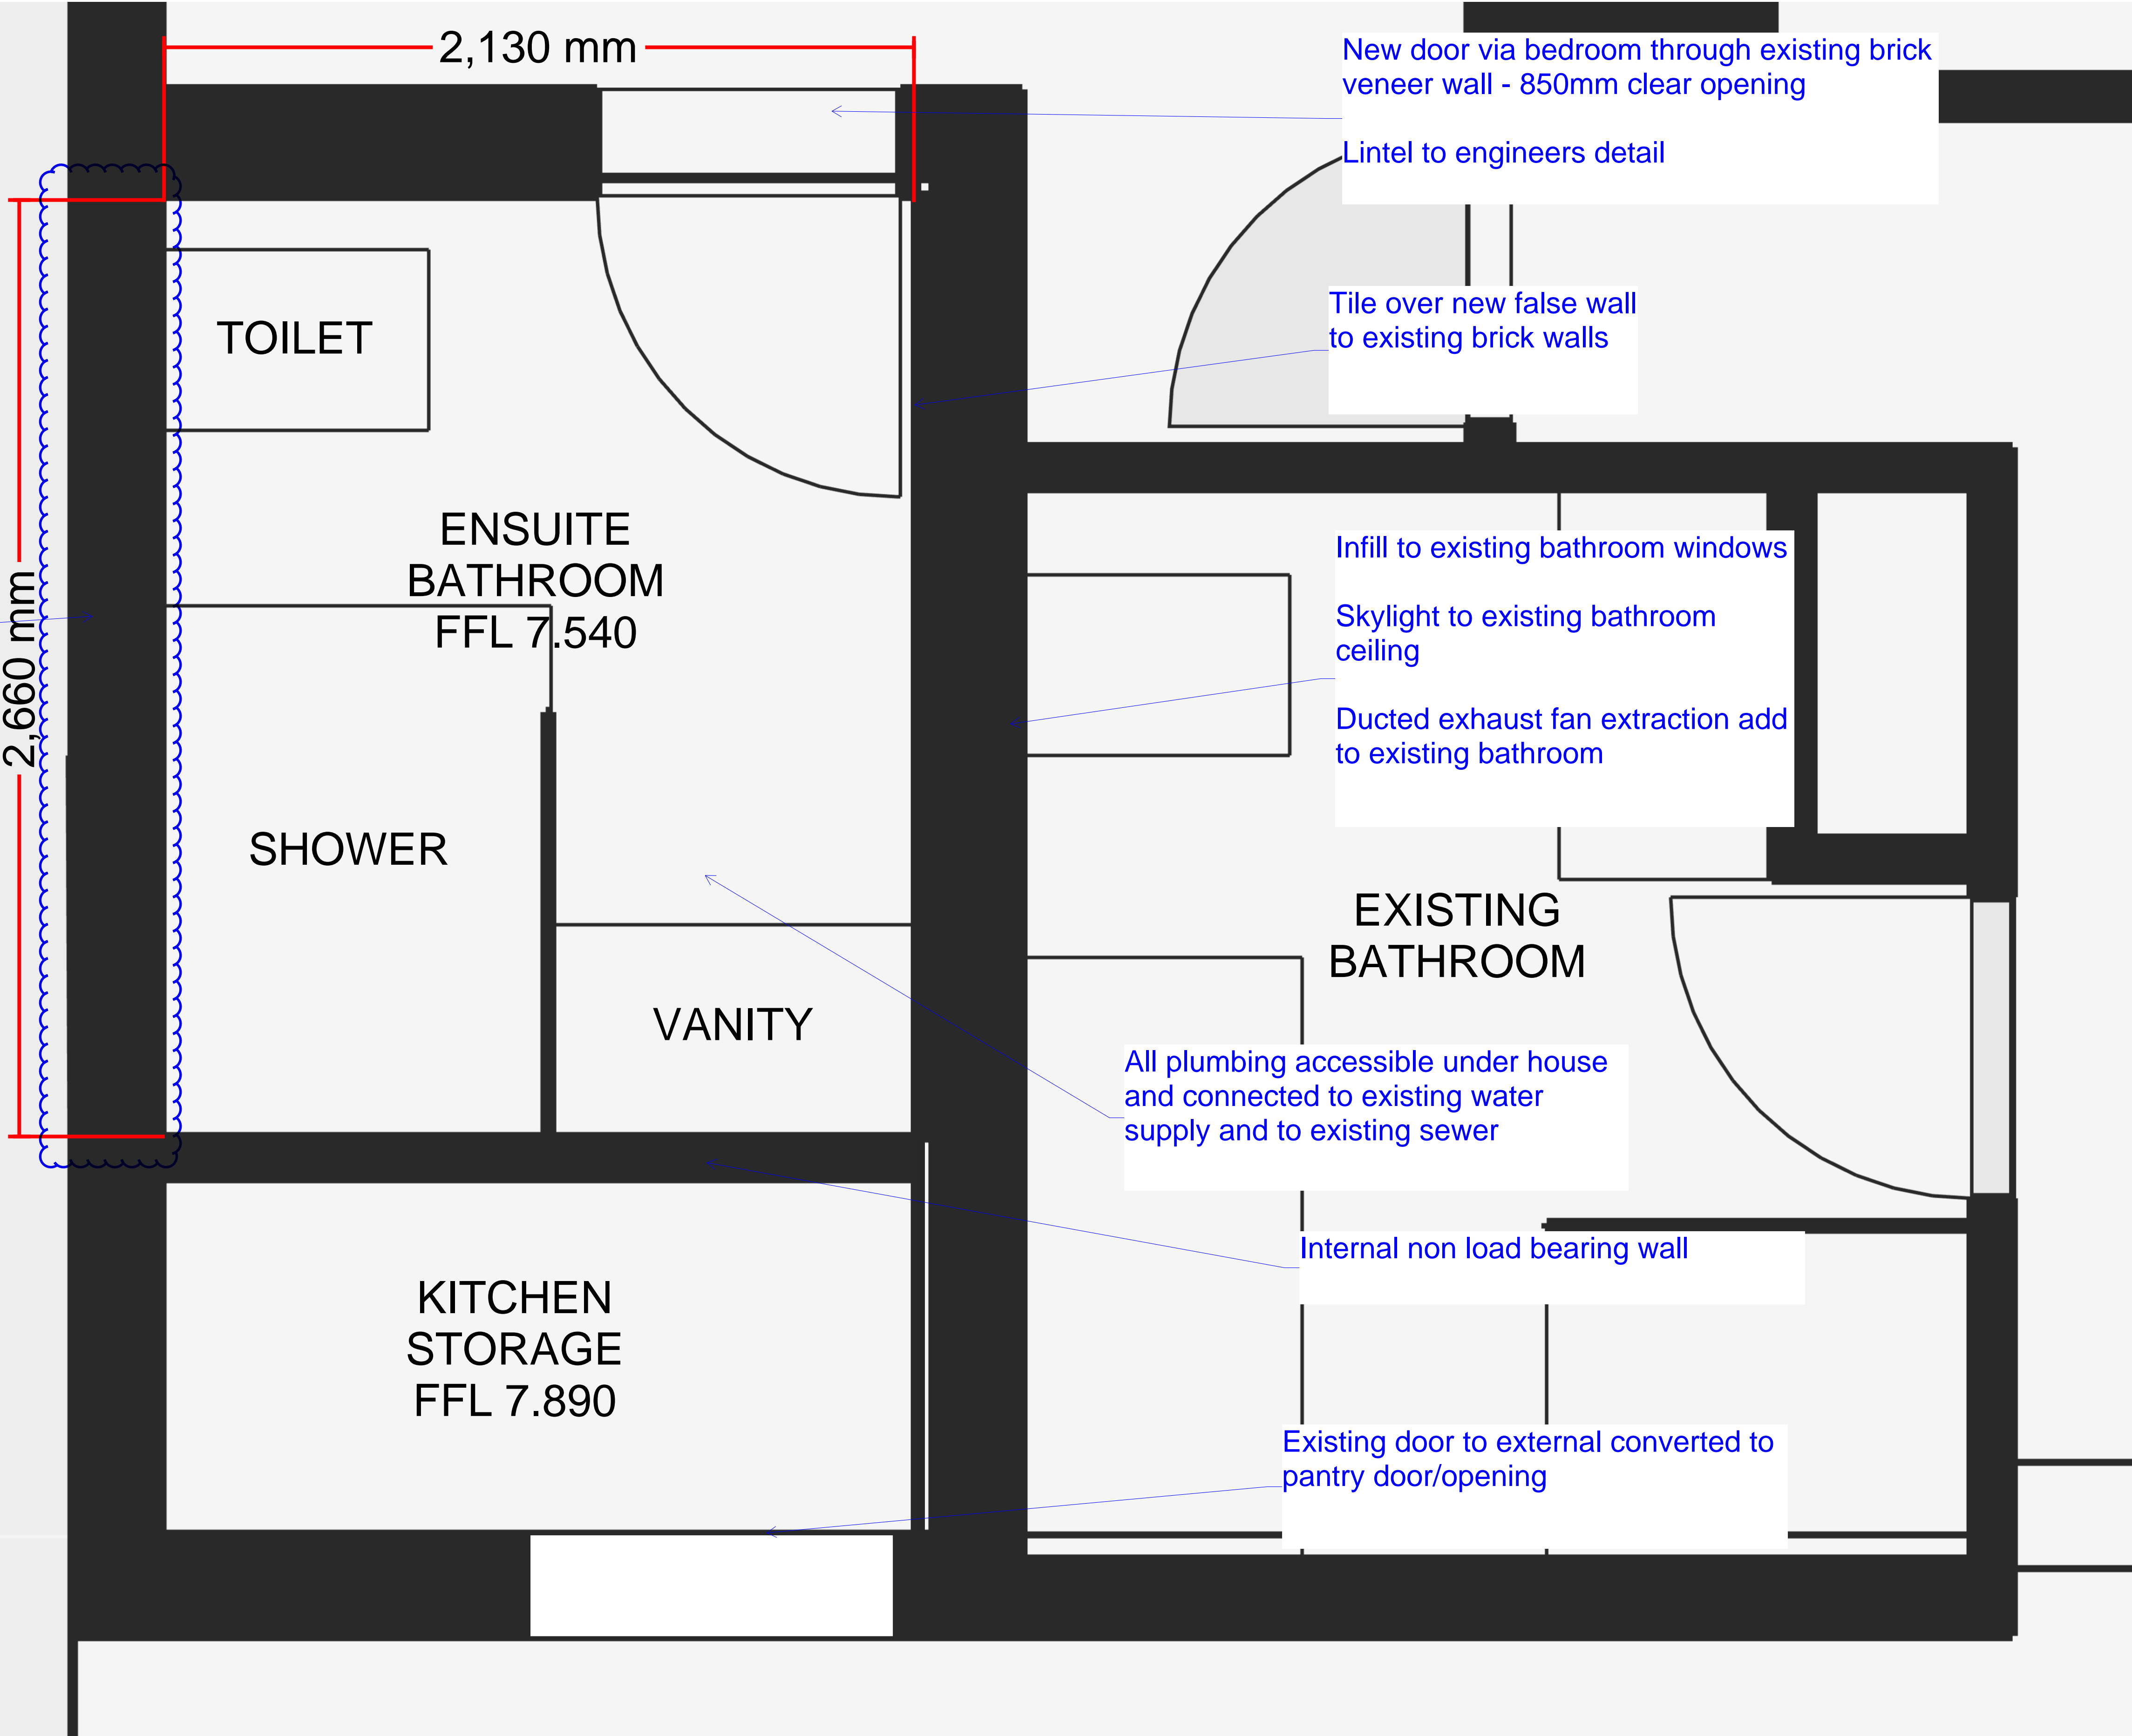 2,130 mm
New door via bedroom through existing brick
veneer wall - 850mm clear opening
Lintel to engineers detail
TOILET
Tile over new false wall
to existing brick walls
ENSUITE
BATHROOM
FFL 7.540
2,660 mm
Infill to existing bathroom windows
Skylight to existing bathroom
ceiling
Ducted exhaust fan extraction add
to existing bathroom
SHOWER
VANITY
EXISTING
BATHROOM
All plumbing accessible under house
and connected to existing water
supply and to existing sewer
Internal non load bearing wall
KITCHEN
STORAGE
FFL 7.890
Existing door to external converted to
pantry door/opening